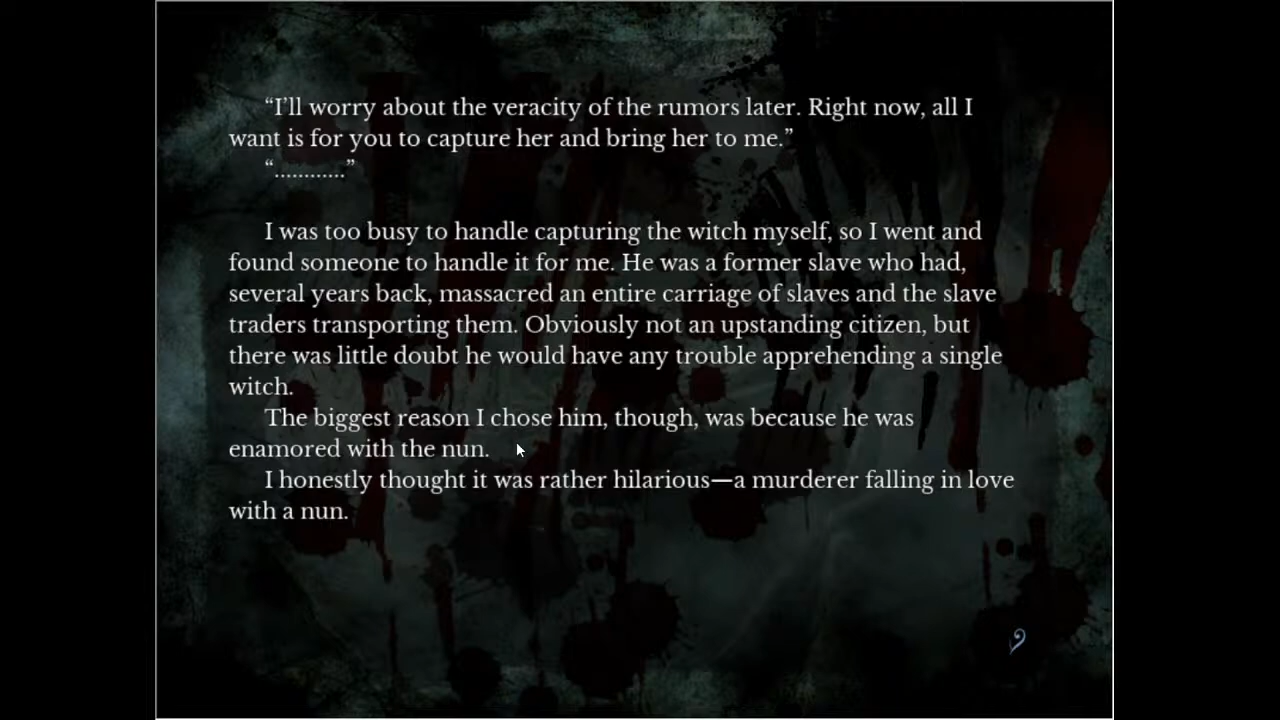 “I’ll worry about the veracity of the rumors later. Right now, all I
want is for you to capture her and bring her to me.”
“............”
I was too busy to handle capturing the witch myself, so I went and
found someone to handle it for me. He was a former slave who had,
several years back, massacred an entire carriage of slaves and the slave
traders transporting them. Obviously not an upstanding citizen, but
there was little doubt he would have any trouble apprehending a single
witch.
The biggest reason I chose him, though, was because he was
enamored with the nun.
I honestly thought it was rather hilarious—a murderer falling in love
with a nun.